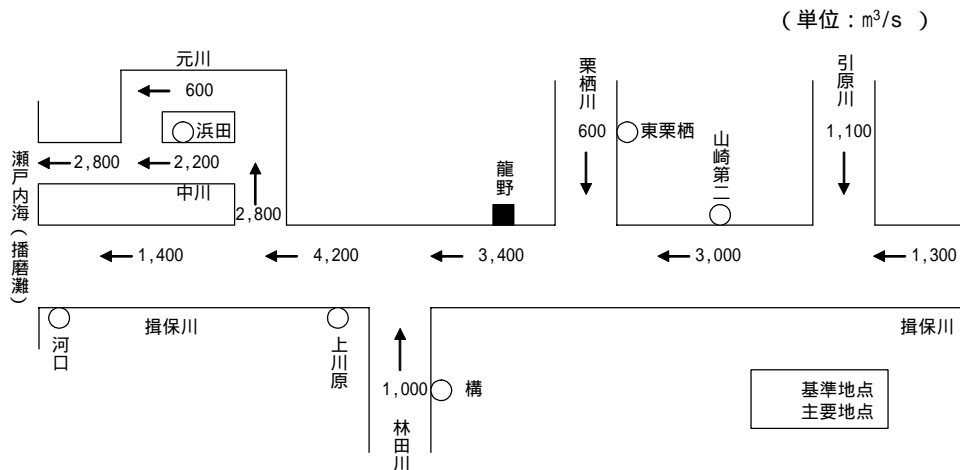 （単位：m³/s ）
元川
600
浜田
2,800
2,200
中川
2,800
瀬戸内海（播磨灘）
1,400
4,200
龍野
3,400
栗栖川
600
東栗栖
山崎第二
3,000
引原川
1,100
1,300
河口
揖保川
上川原
1,000
構
林田川
揖保川
基準地点
主要地点